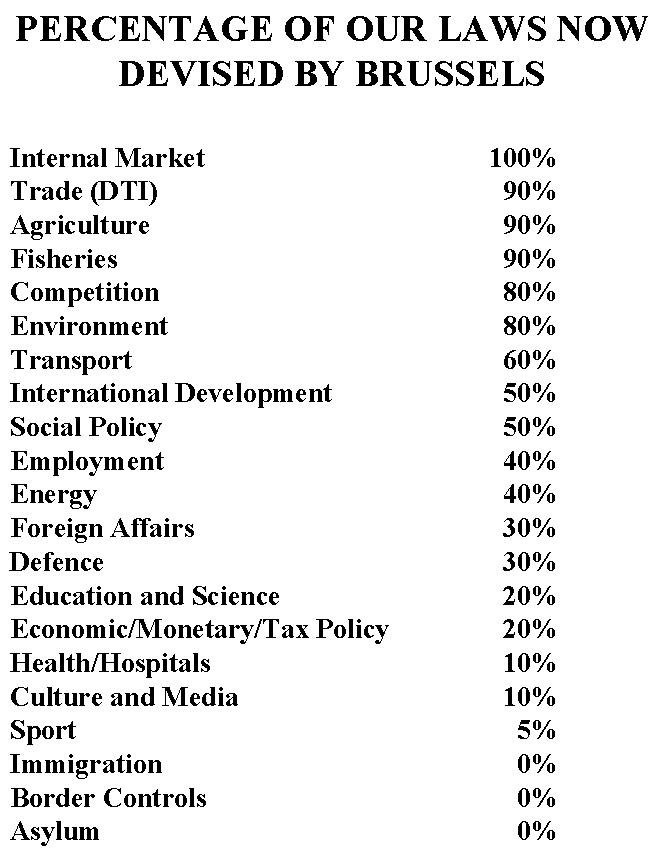 PERCENTAGE OF OUR LAWS NOW
DEVISED BY BRUSSELS
Internal Market 100%
Trade (DTI) 90%
Agriculture 90%
Fisheries 90%
Competition 80%
Environment 80%
Transport 60%
International Development 50%
Social Policy 50%
Employment 40%
Energy 40%
Foreign Affairs 30%
Defence 30%
Education and Science 20%
Economic/Monetary/Tax Policy 20%
Health/Hospitals 10%
Culture and Media 10%
Sport 5%
Immigration 0%
Border Controls 0%
Asylum 0%